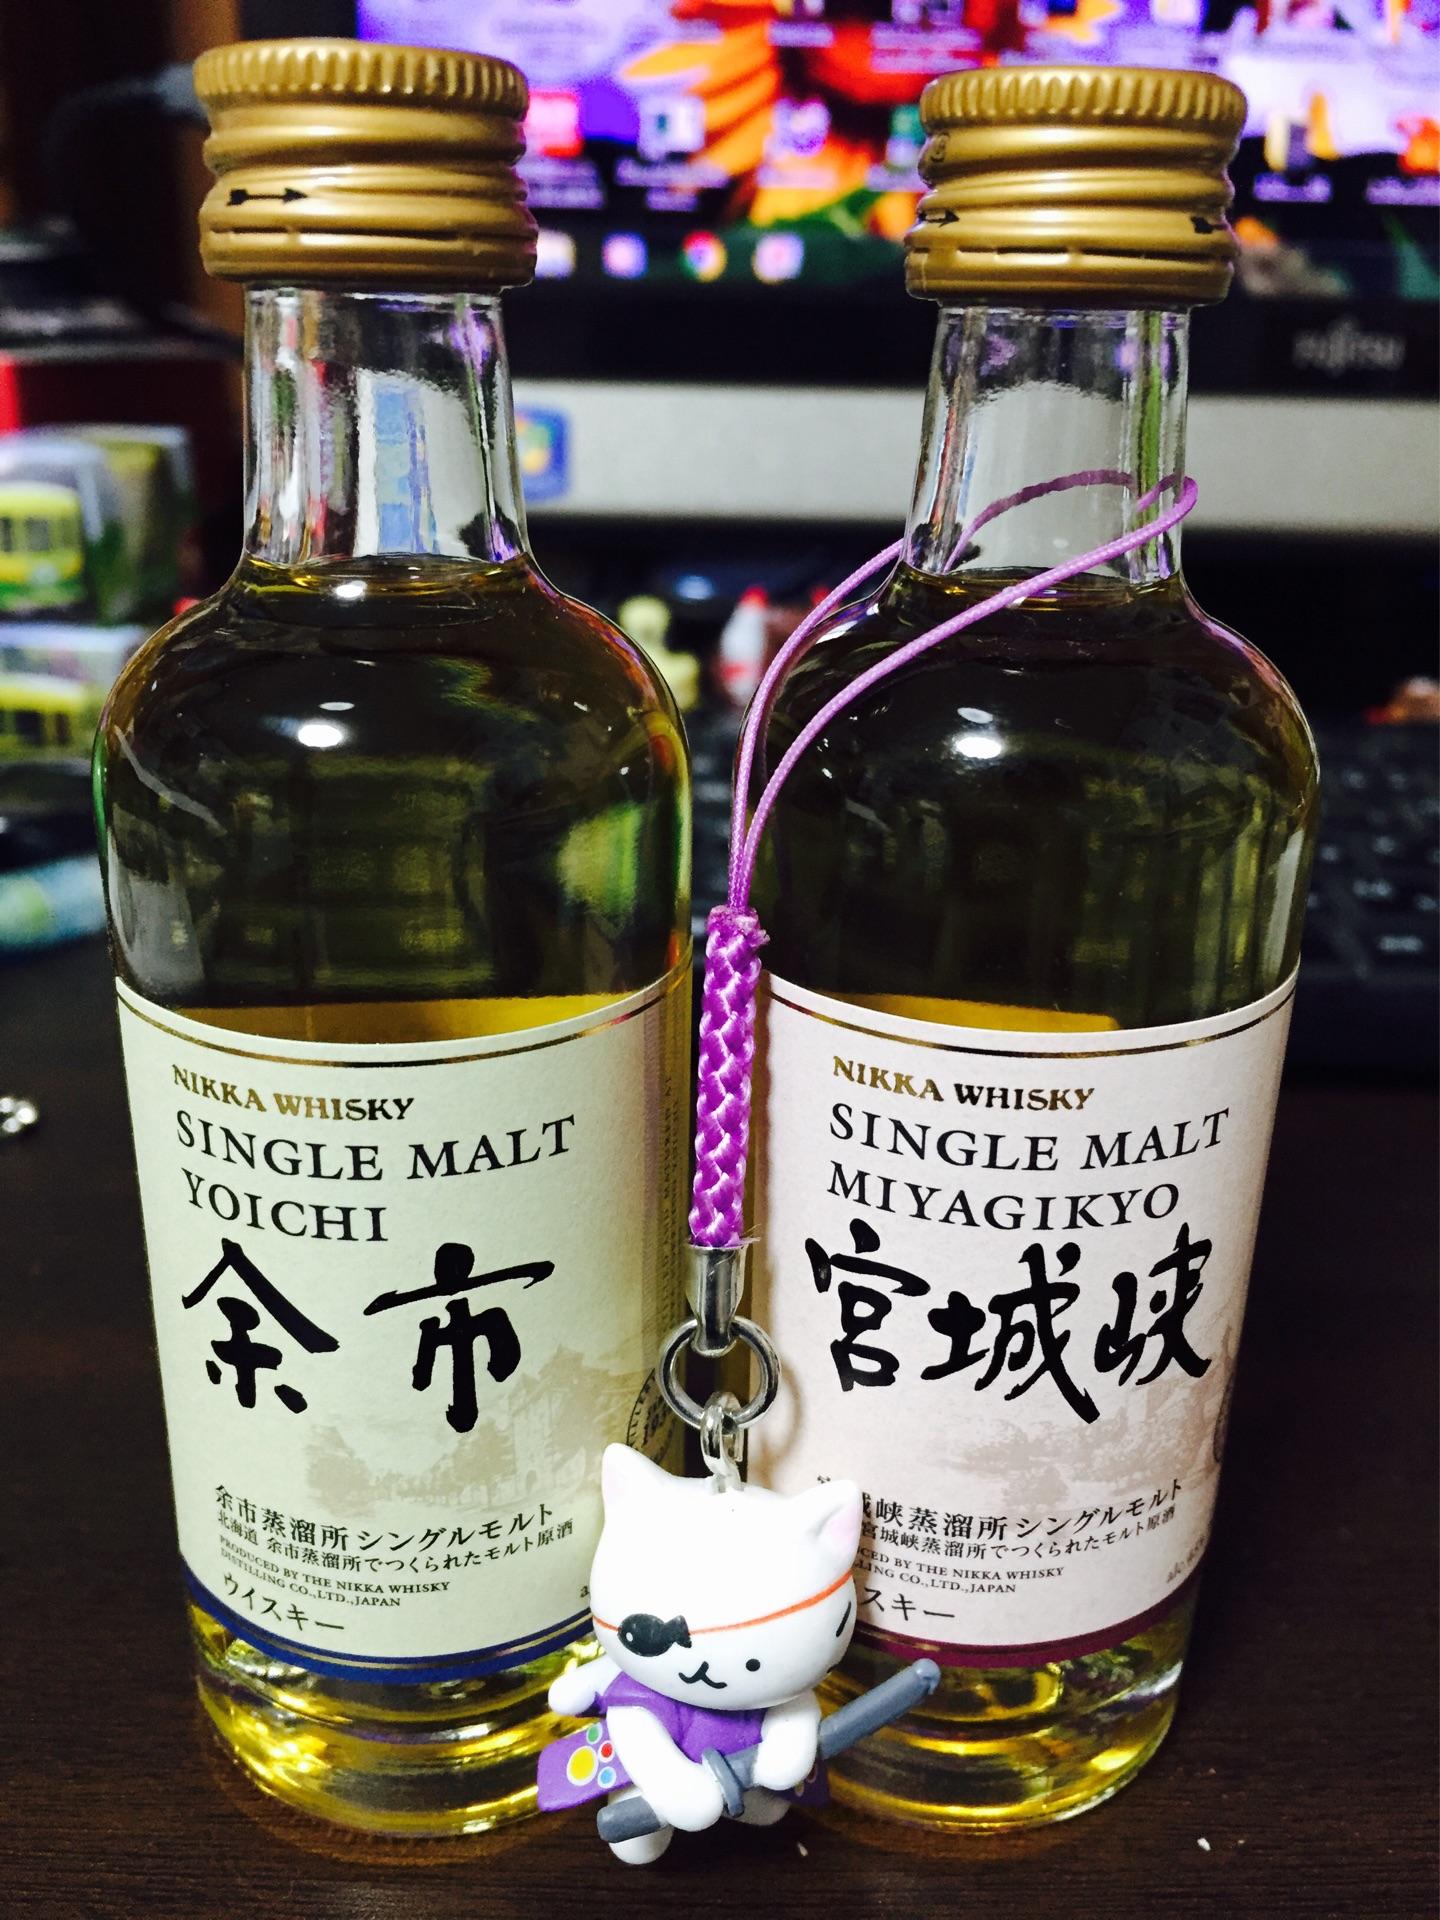 FUJITSU
NIKKA WHISKY
SINGLE MALT
YOICHI
余市
余市蒸溜所シングルモルト
北海道 余市蒸溜所でつくられたモルト原酒
PRODUCED BY THE NIKKA WHISKY
DISTILLING CO.,LTD.,JAPAN
ウイスキー
NIKKA WHISKY
SINGLE MALT
MIYAGIKYO
宮城峡
峡蒸溜所シングルモルト
宮城峡蒸溜所でつくられたモルト原酒
BY THE NIKKA WHISKY
CO.,LTD.,JAPAN
スキー